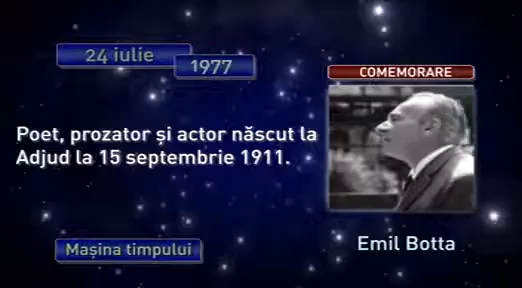 24 iulie
1977
COMEMORARE
Poet, prozator și actor născut la
Adjud la 15 septembrie 1911.
Emil Botta
Mașina timpului